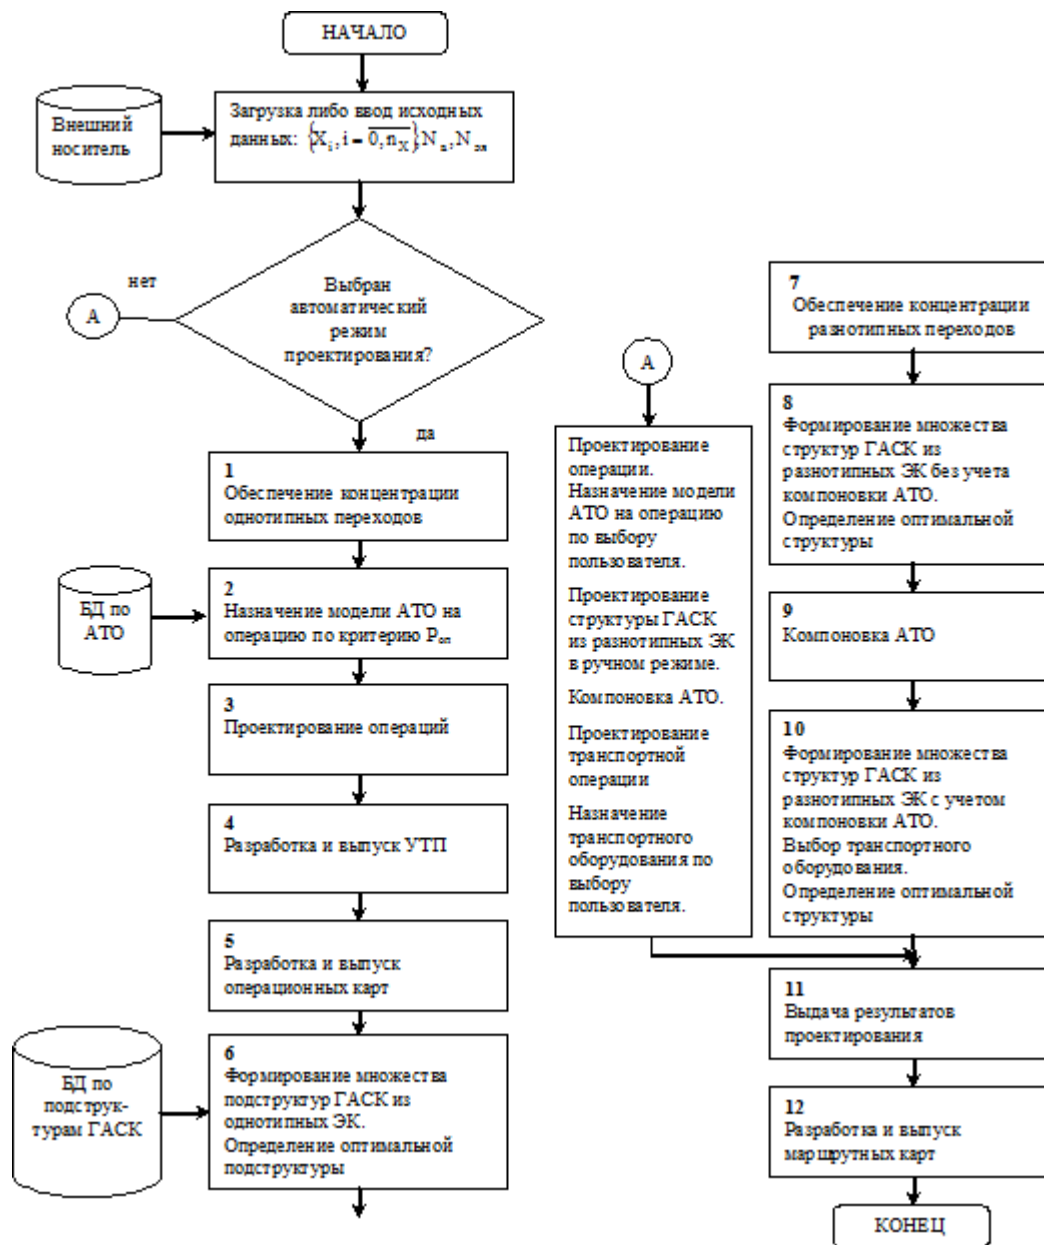 НАЧАЛО
Внешний
носитель
Загрузка либо ввод исходных
данных: {X_i, i = 0, n_X}, N_a, N_эл
Выбран
автоматический
режим
проектирования?
нет
А
да
1
Обеспечение концентрации
однотипных переходов
БД по
АТО
2
Назначение модели АТО на
операцию по критерию Р_оп
3
Проектирование операций
4
Разработка и выпуск УТП
5
Разработка и выпуск
операционных карт
БД по
подструк-
турам ГАСК
6
Формирование множества
подструктур ГАСК из
однотипных ЭК.
Определение оптимальной
подструктуры
А
Проектирование
операции.
Назначение модели
АТО на операцию
по выбору
пользователя.
Проектирование
структуры ГАСК
из разнотипных ЭК
в ручном режиме.
Компоновка АТО.
Проектирование
транспортной
операции
Назначение
транспортного
оборудования по
выбору
пользователя.
7
Обеспечение концентрации
разнотипных переходов
8
Формирование множества
структур ГАСК из
разнотипных ЭК без учета
компоновки АТО.
Определение оптимальной
структуры
9
Компоновка АТО
10
Формирование множества
структур ГАСК из
разнотипных ЭК с учетом
компоновки АТО.
Выбор транспортного
оборудования.
Определение оптимальной
структуры
11
Выдача результатов
проектирования
12
Разработка и выпуск
маршрутных карт
КОНЕЦ